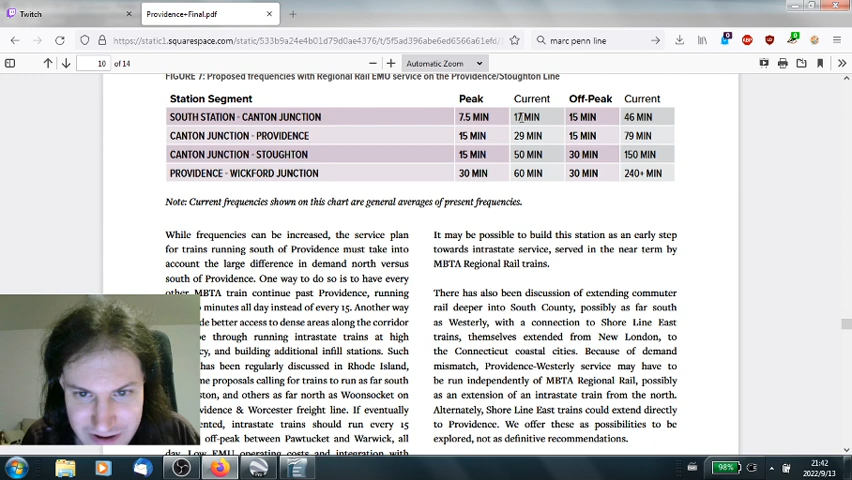 Twitch
Providence+Final.pdf
https://static1.squarespace.com/static/533b9a24e4b01d79d0ae4376/t/5f5ad396abe6ed6566a61efd/
marc penn line
10 of 14
Automatic Zoom
FIGURE 7: Proposed frequencies with Regional Rail EMU service on the Providence/Stoughton Line
Station Segment Peak Current Off-Peak Current
SOUTH STATION - CANTON JUNCTION 7.5 MIN 17 MIN 15 MIN 46 MIN
CANTON JUNCTION - PROVIDENCE 15 MIN 29 MIN 15 MIN 79 MIN
CANTON JUNCTION - STOUGHTON 15 MIN 50 MIN 30 MIN 150 MIN
PROVIDENCE - WICKFORD JUNCTION 30 MIN 60 MIN 30 MIN 240+ MIN
Note: Current frequencies shown on this chart are general averages of present frequencies.
While frequencies can be increased, the service plan
for trains running south of Providence must take into
account the large difference in demand north versus
south of Providence. One way to do so is to have every
other MBTA train continue past Providence, running
minutes all day instead of every 15. Another way
better access to dense areas along the corridor
through running intrastate trains at high
and building additional infill stations. Such
has been regularly discussed in Rhode Island,
proposals calling for trains to run as far south
and others as far north as Woonsocket on
& Worcester freight line. If eventually
intrastate trains should run every 15
off-peak between Pawtucket and Warwick, all
day. Low EMU operating costs and integration with
It may be possible to build this station as an early step
towards intrastate service, served in the near term by
MBTA Regional Rail trains.
There has also been discussion of extending commuter
rail deeper into South County, possibly as far south
as Westerly, with a connection to Shore Line East
trains, themselves extended from New London, to
the Connecticut coastal cities. Because of demand
mismatch, Providence-Westerly service may have to
be run independently of MBTA Regional Rail, possibly
as an extension of an intrastate train from the north.
Alternately, Shore Line East trains could extend directly
to Providence. We offer these as possibilities to be
explored, not as definitive recommendations.
98%
21:42
2022/9/13